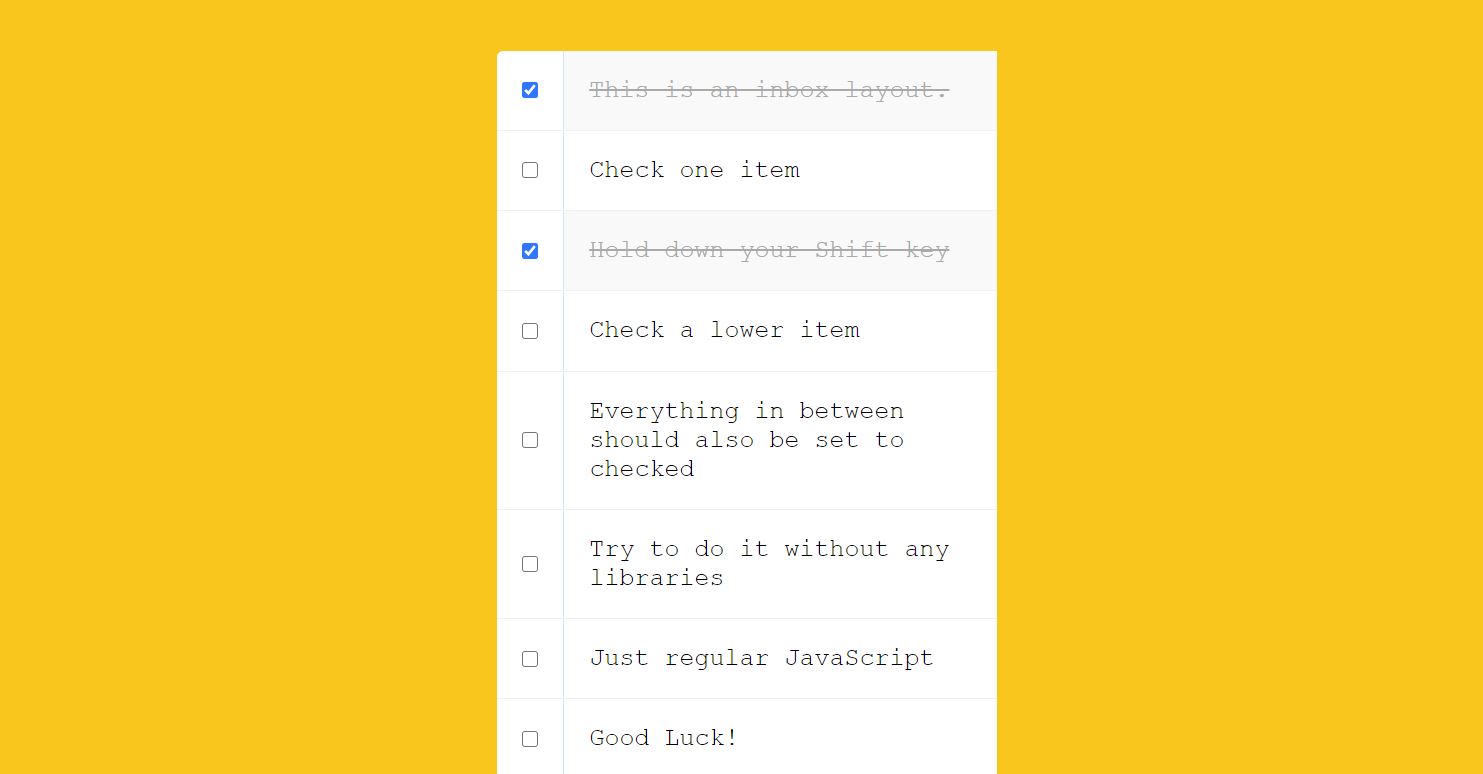 This is an inbox layout.
Check one item
Hold down your Shift key
Check a lower item
Everything in between
should also be set to
checked
Try to do it without any
libraries
Just regular JavaScript
Good Luck!